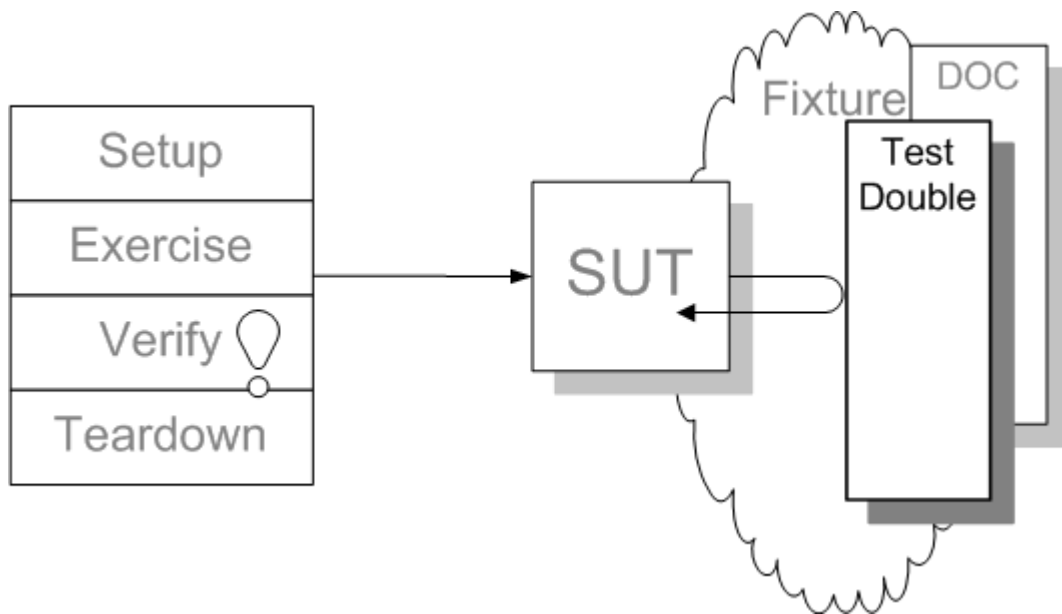 Setup
Exercise
Verify
Teardown
SUT
Fixture
DOC
Test
Double